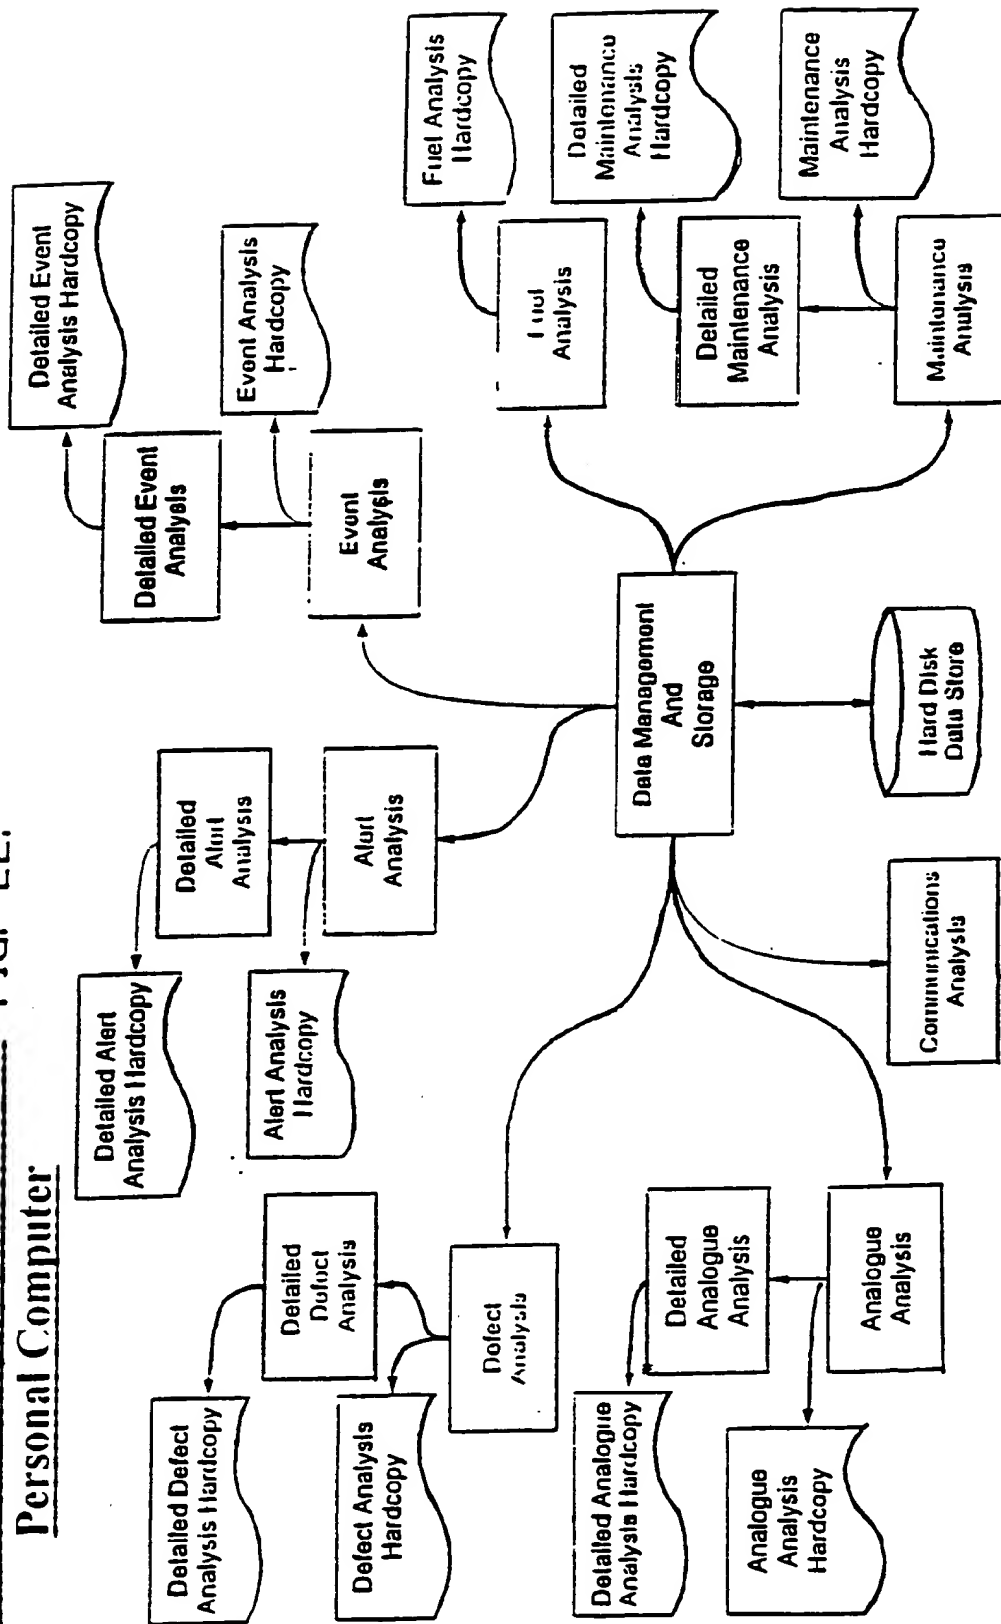 Personal Computer
Detailed Defect
Analysis Hardcopy
Detailed
Defect
Analysis
Defect Analysis
Hardcopy
Defect
Analysis
Detailed Alert
Analysis Hardcopy
Detailed
Alert
Analysis
Alert Analysis
Hardcopy
Alert
Analysis
Detailed Event
Analysis Hardcopy
Detailed Event
Analysis
Event Analysis
Hardcopy
Event
Analysis
Detailed Analogue
Analysis Hardcopy
Detailed
Analogue
Analysis
Analogue
Analysis
Hardcopy
Analogue
Analysis
Communications
Analysis
Data Management
And
Storage
Hard Disk
Data Store
Fuel Analysis
Hardcopy
Fuel
Analysis
Detailed
Maintenance
Analysis
Hardcopy
Detailed
Maintenance
Analysis
Maintenance
Analysis
Hardcopy
Maintenance
Analysis